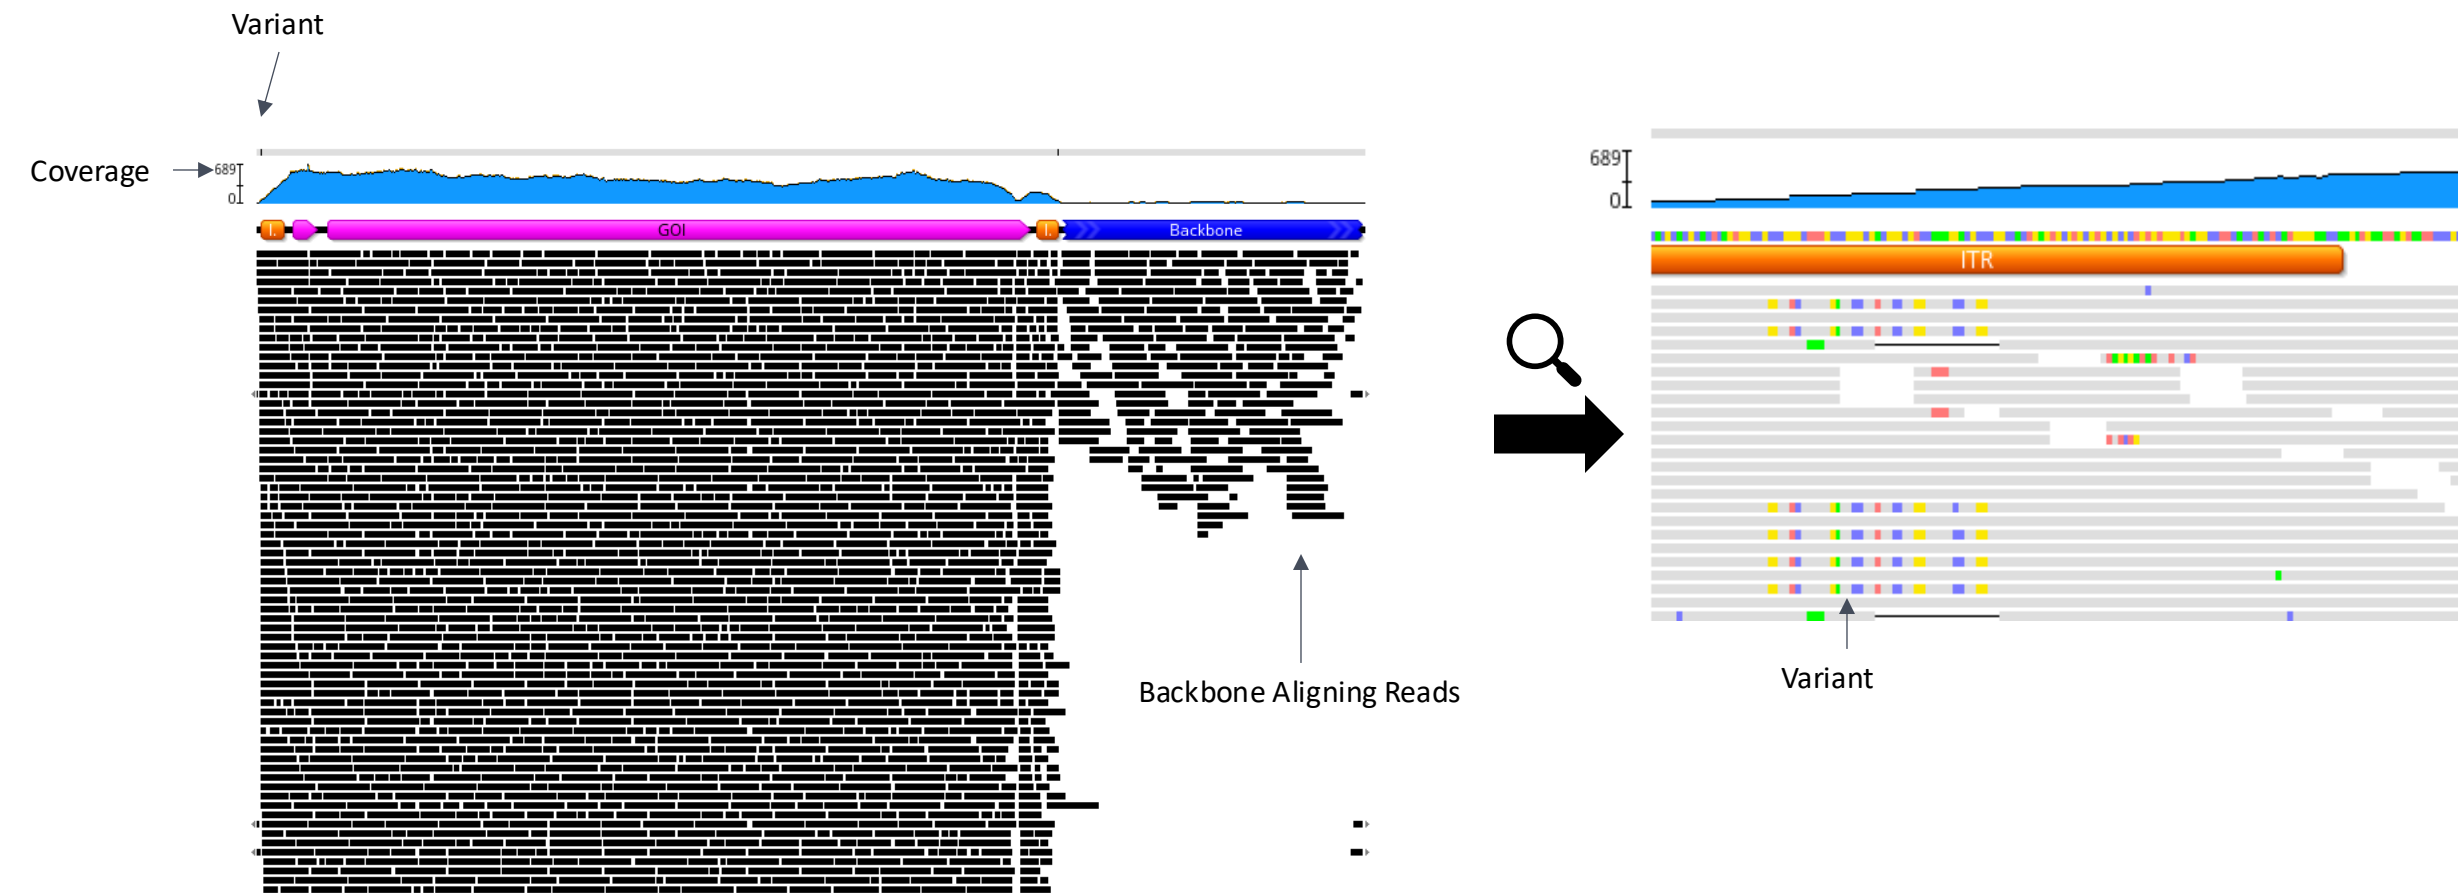 Variant
Coverage
689
0
I.
GOI
I.
Backbone
Backbone Aligning Reads
689
0
ITR
Variant